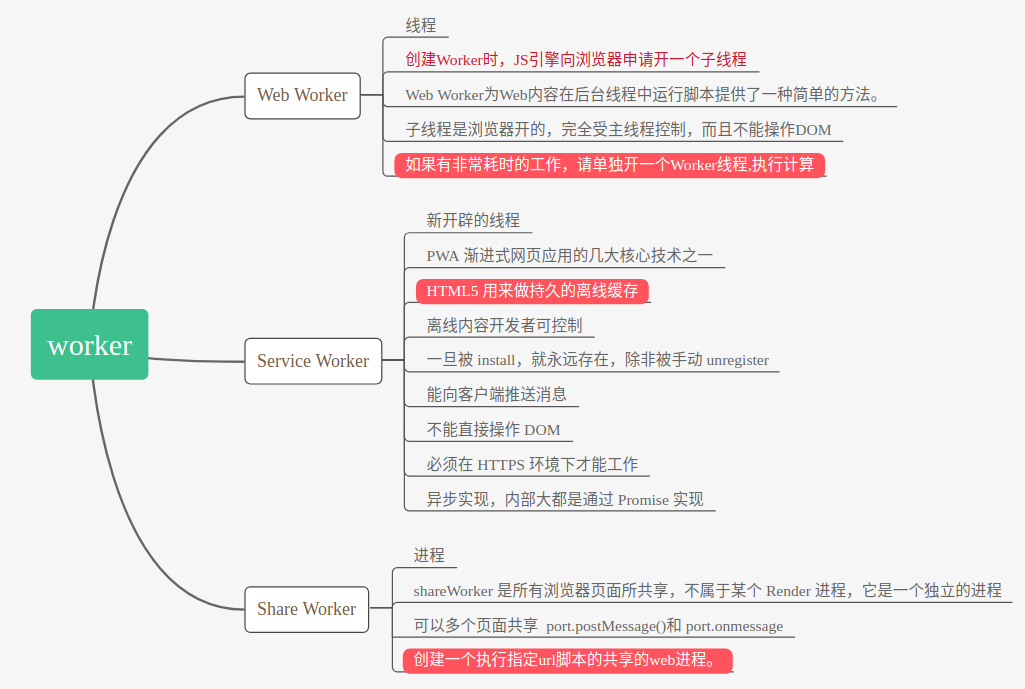 worker
Web Worker
线程
创建Worker时，JS引擎向浏览器申请开一个子线程
Web Worker为Web内容在后台线程中运行脚本提供了一种简单的方法。
子线程是浏览器开的，完全受主线程控制，而且不能操作DOM
如果有非常耗时的工作，请单独开一个Worker线程,执行计算
Service Worker
新开辟的线程
PWA 渐进式网页应用的几大核心技术之一
HTML5 用来做持久的离线缓存
离线内容开发者可控制
一旦被 install，就永远存在，除非被手动 unregister
能向客户端推送消息
不能直接操作 DOM
必须在 HTTPS 环境下才能工作
异步实现，内部大都是通过 Promise 实现
Share Worker
进程
shareWorker 是所有浏览器页面所共享，不属于某个 Render 进程，它是一个独立的进程
可以多个页面共享  port.postMessage()和 port.onmessage
创建一个执行指定url脚本的共享的web进程。